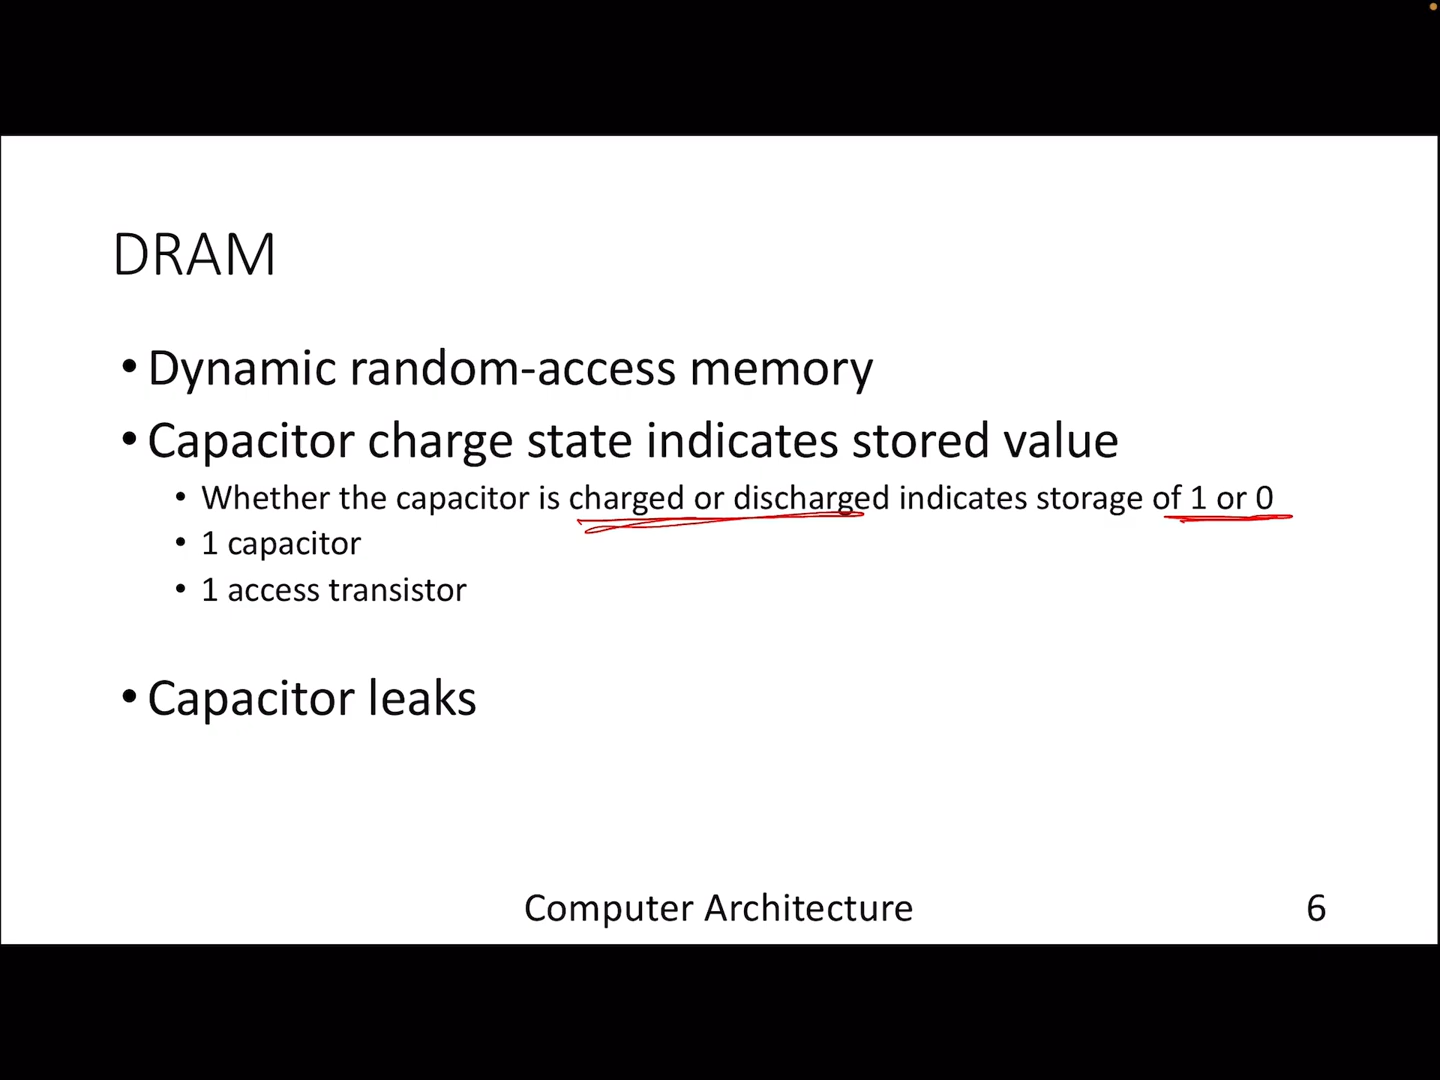 DRAM
• Dynamic random-access memory
• Capacitor charge state indicates stored value
• Whether the capacitor is charged or discharged indicates storage of 1 or 0
• 1 capacitor
• 1 access transistor
• Capacitor leaks
Computer Architecture
6